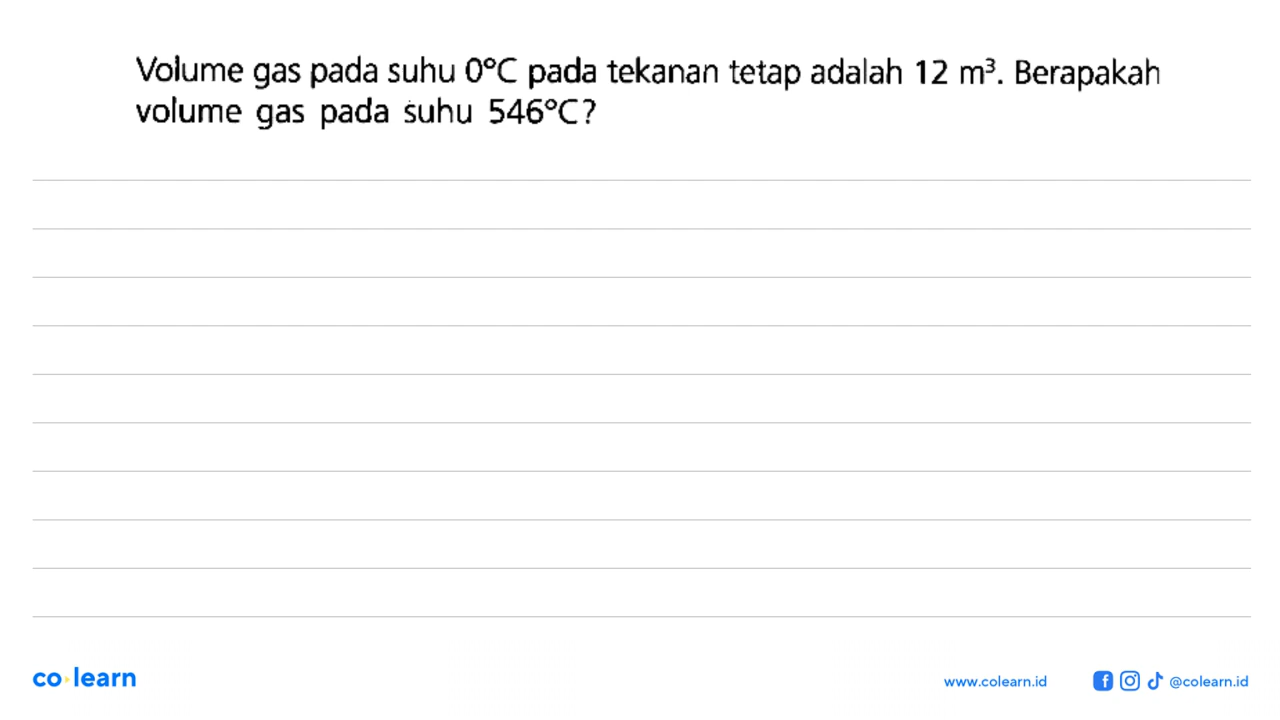 Volume gas pada suhu 0°C pada tekanan tetap adalah 12 m³. Berapakah
volume gas pada suhu 546°C?
co learn
www.colearn.id @colearn.id